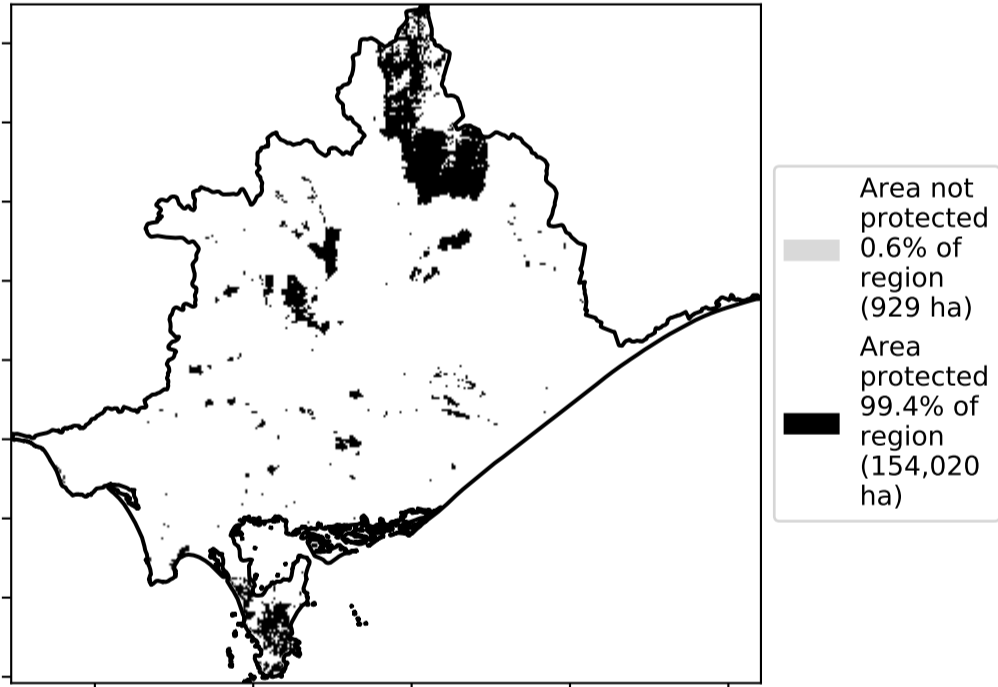 Area not
protected
0.6% of
region
(929 ha)
Area
protected
99.4% of
region
(154,020
ha)